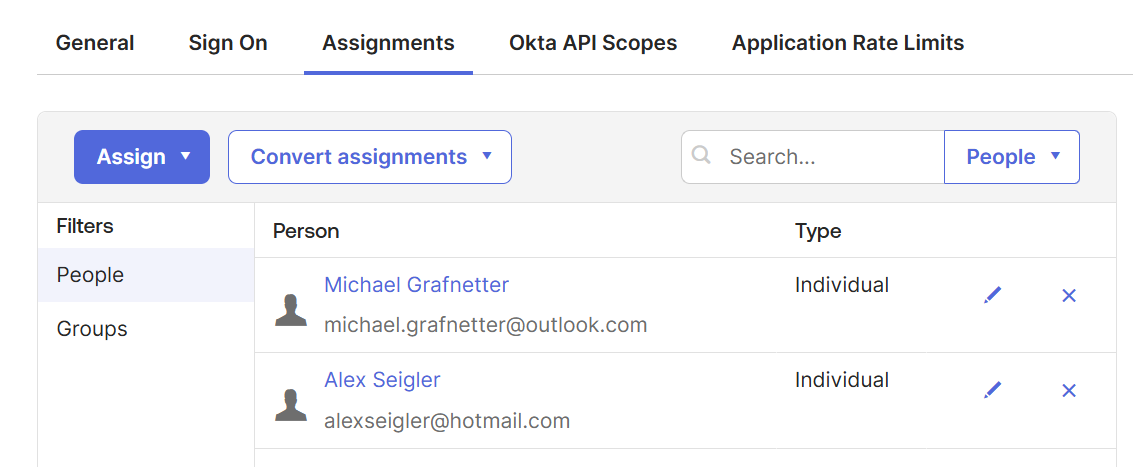 General Sign On Assignments Okta API Scopes Application Rate Limits
Assign Convert assignments Search... People
Filters Person Type
People
Michael Grafnetter Individual
michael.grafnetter@outlook.com
Groups
Alex Seigler Individual
alexseigler@hotmail.com